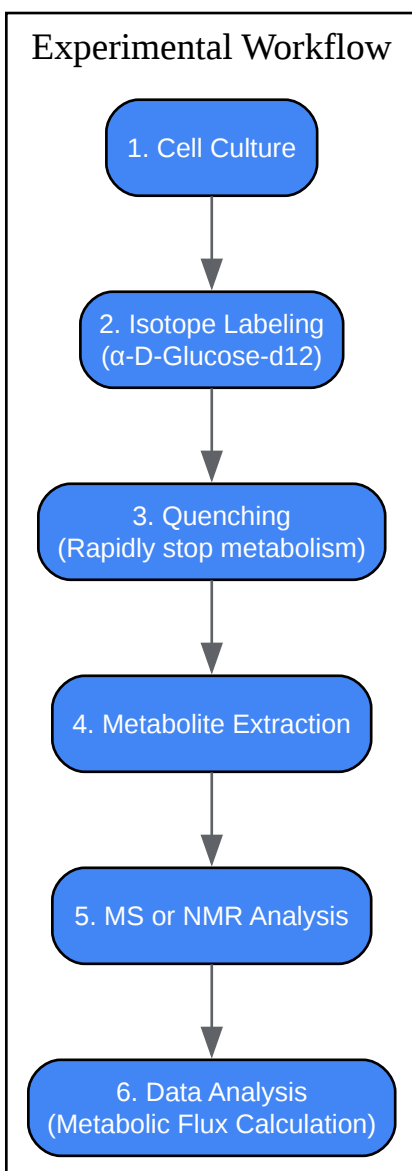 Experimental Workflow
1. Cell Culture
2. Isotope Labeling
(α-D-Glucose-d12)
3. Quenching
(Rapidly stop metabolism)
4. Metabolite Extraction
5. MS or NMR Analysis
6. Data Analysis
(Metabolic Flux Calculation)